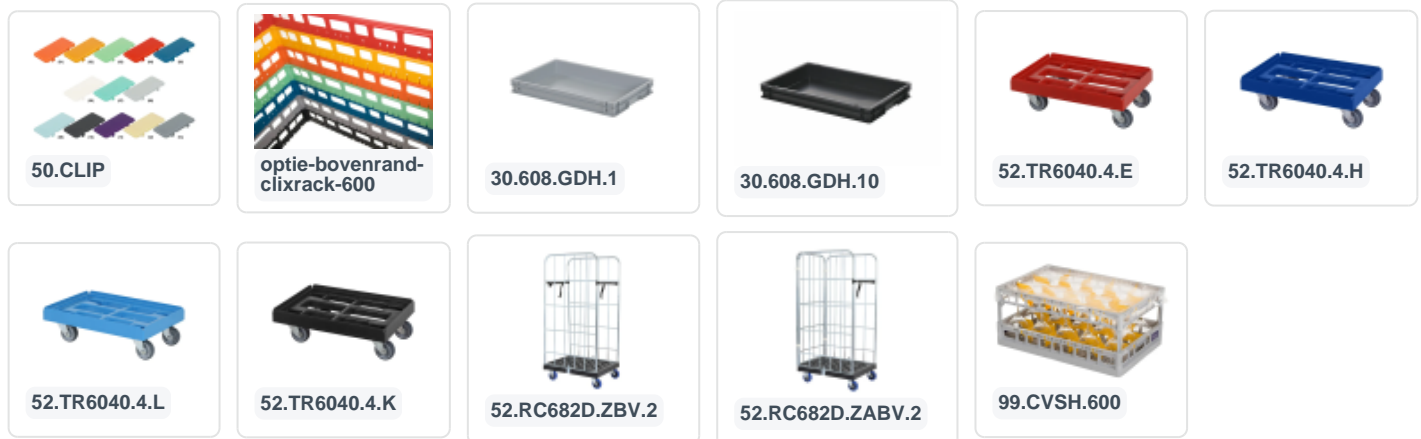 50.CLIP
optie-bovenrand-
clixrack-600
30.608.GDH.1
30.608.GDH.10
52.TR6040.4.E
52.TR6040.4.H
52.TR6040.4.L
52.TR6040.4.K
52.RC682D.ZBV.2
52.RC682D.ZABV.2
99.CVSH.600